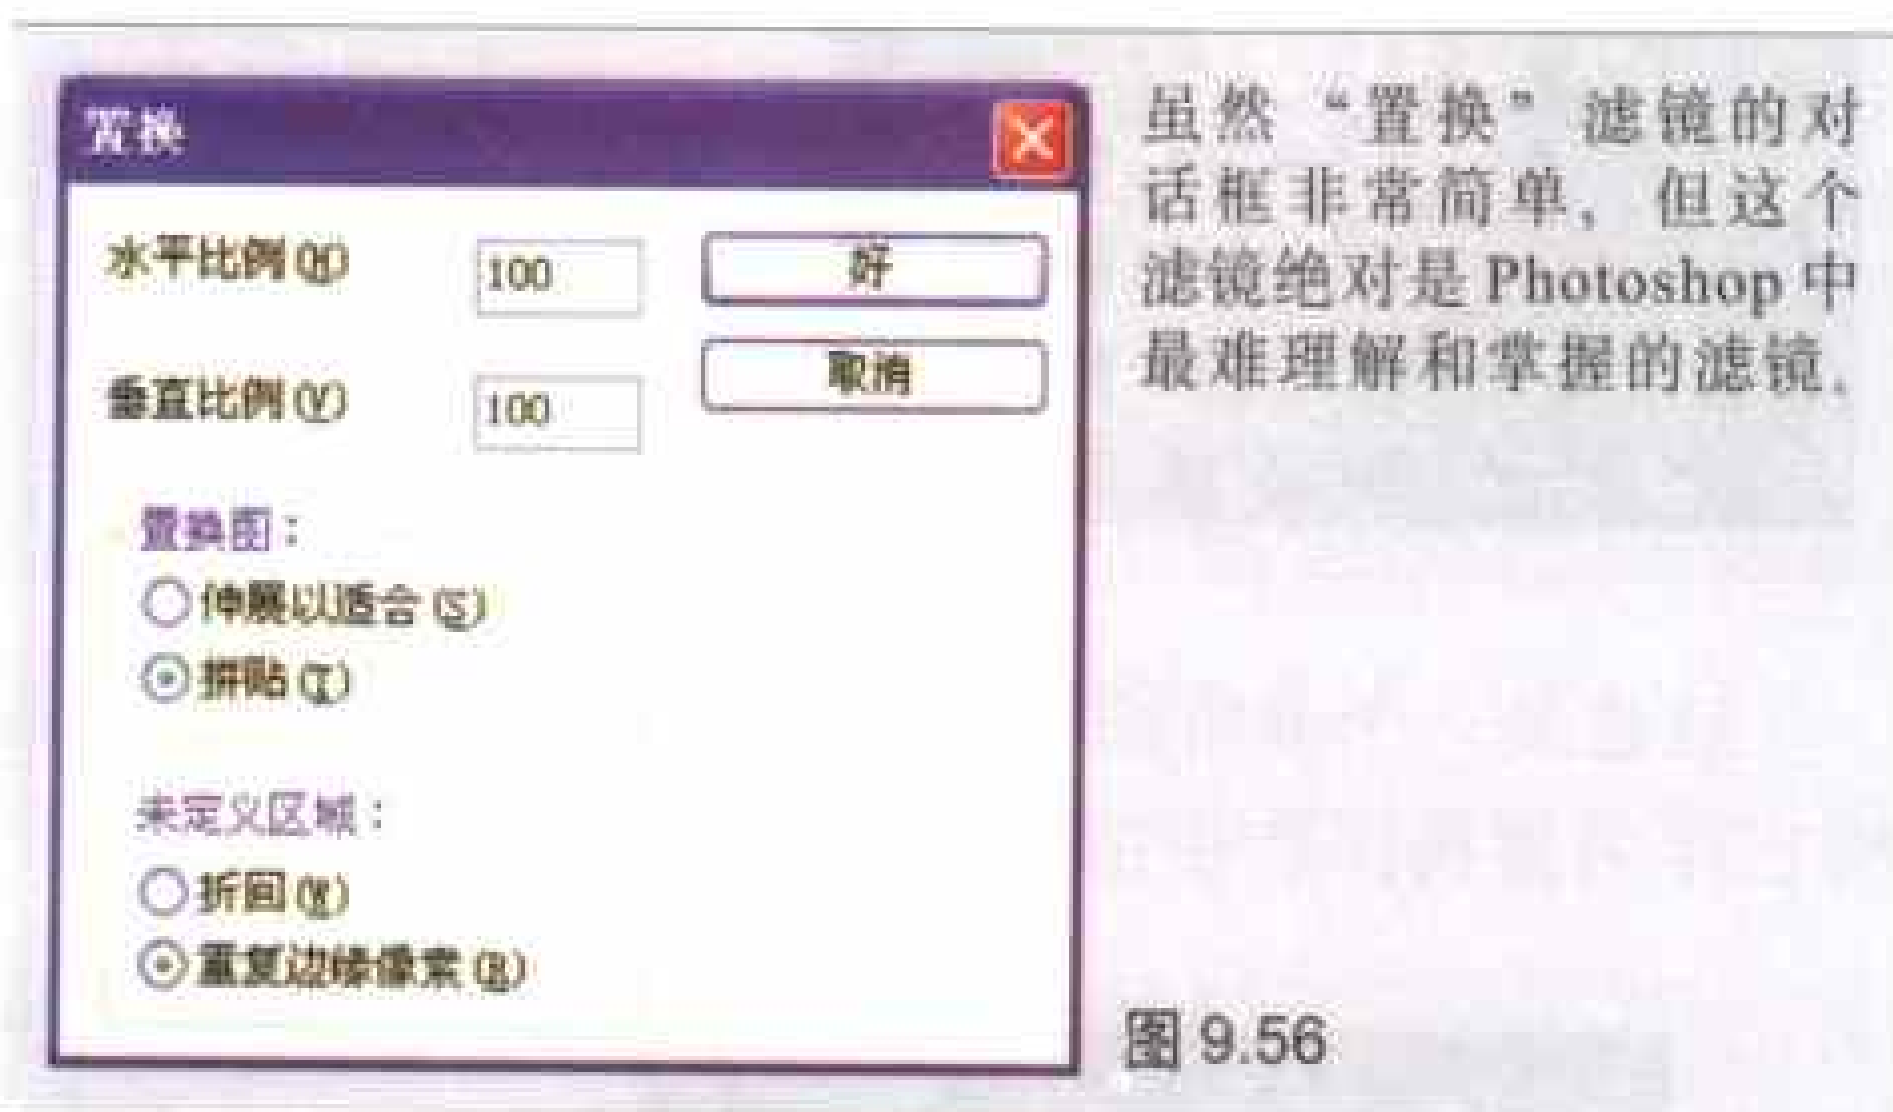 置换
水平比例(H) 100 好
垂直比例(V) 100 取消
置换图：
伸展以适合(S)
拼贴(T)
未定义区域：
折回(W)
重复边缘像素(R)
虽然“置换”滤镜的对
话框非常简单，但这个
滤镜绝对是Photoshop中
最难理解和掌握的滤镜。
图 9.56